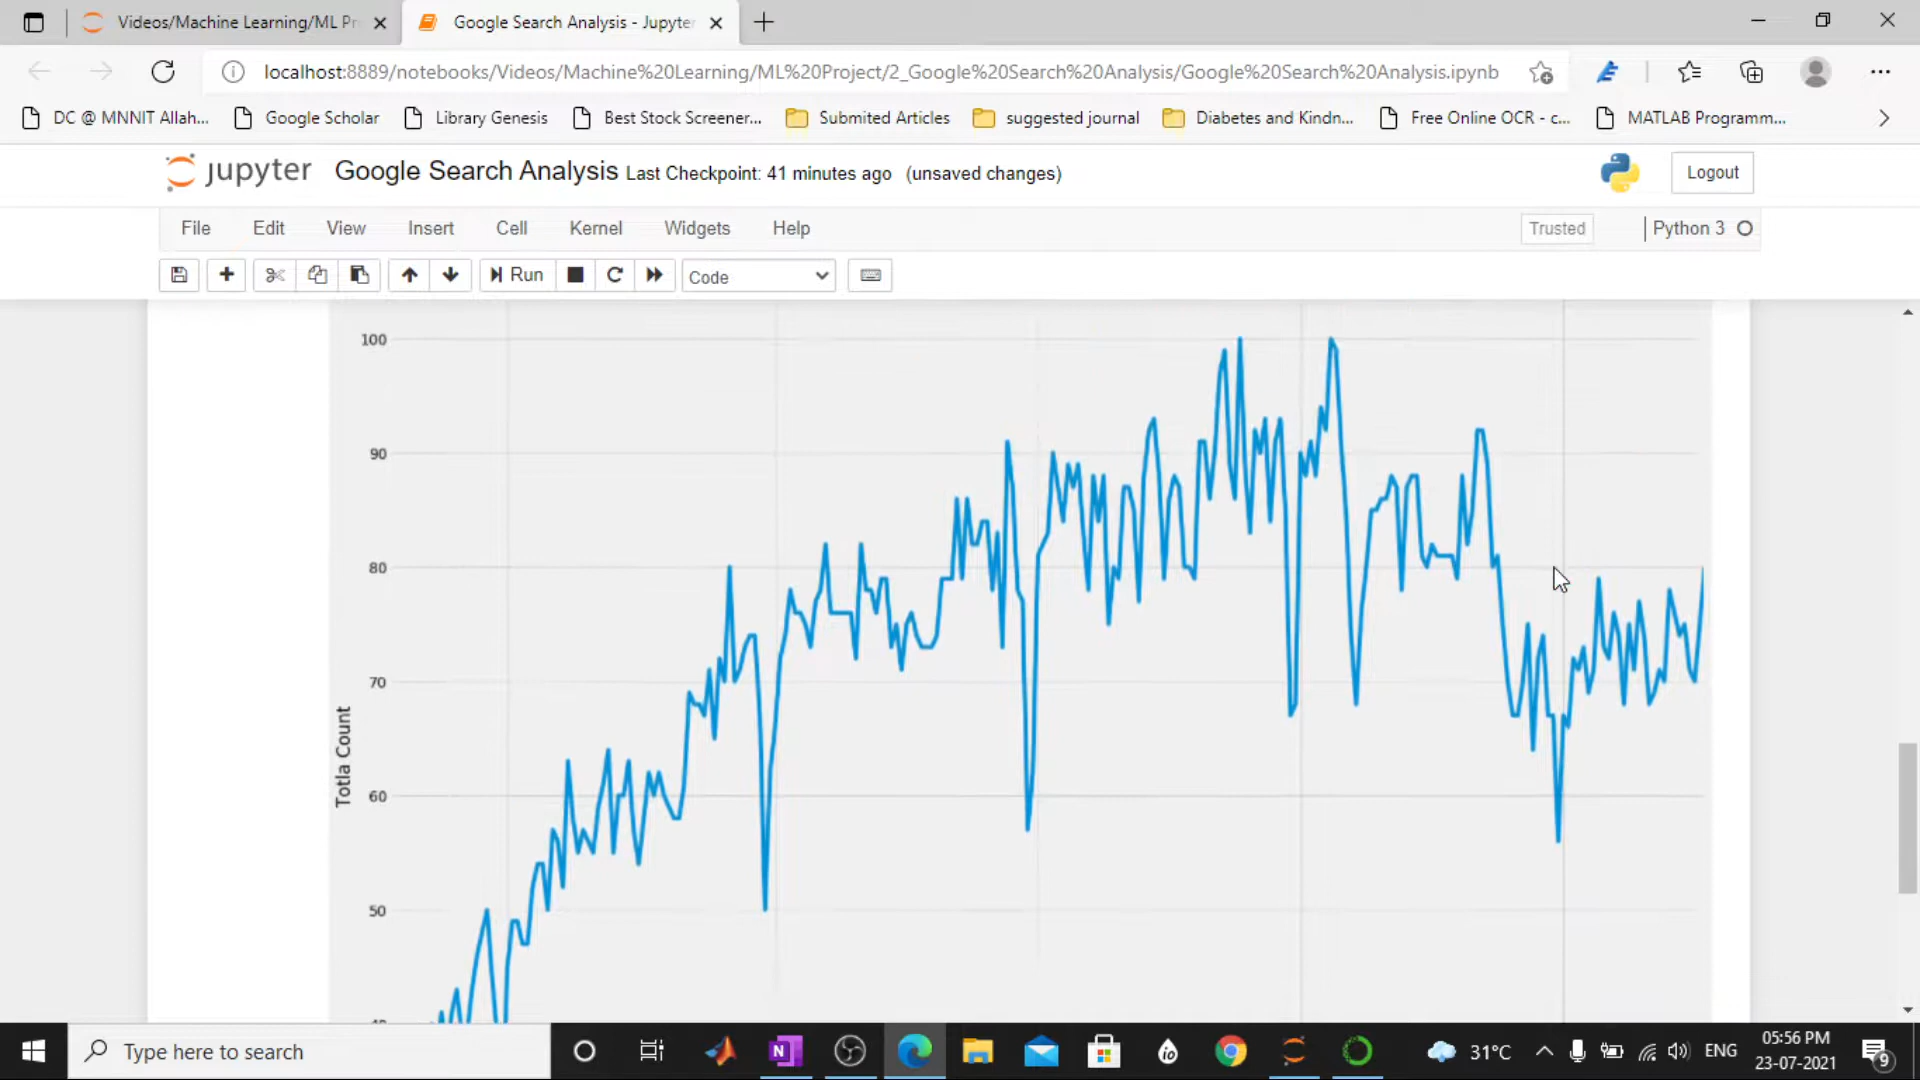 Videos/Machine Learning/ML Pr
Google Search Analysis - Jupyter
localhost:8889/notebooks/Videos/Machine%20Learning/ML%20Project/2_Google%20Search%20Analysis/Google%20Search%20Analysis.ipynb
DC @ MNNIT Allah... Google Scholar Library Genesis Best Stock Screener... Submited Articles suggested journal Diabetes and Kindn... Free Online OCR - c... MATLAB Programm...
jupyter Google Search Analysis Last Checkpoint: 41 minutes ago (unsaved changes) Logout
File Edit View Insert Cell Kernel Widgets Help Trusted Python 3
Run Code
100
90
80
70
Totla Count
60
50
Type here to search
N
io
31°C
ENG
05:56 PM
23-07-2021
9